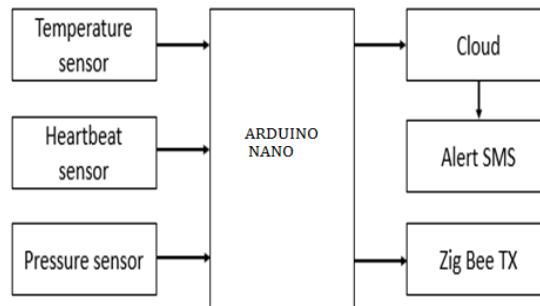 Temperature
sensor
Heartbeat
sensor
Pressure sensor
ARDUINO
NANO
Cloud
Alert SMS
Zig Bee TX